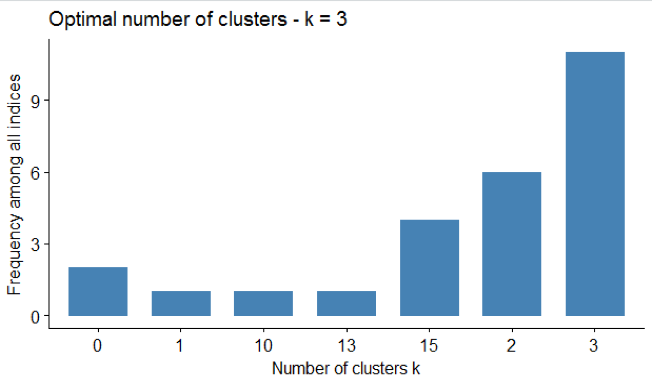 Optimal number of clusters - k = 3
Frequency among all indices
9
6
3
0
0 1 10 13 15 2 3
Number of clusters k